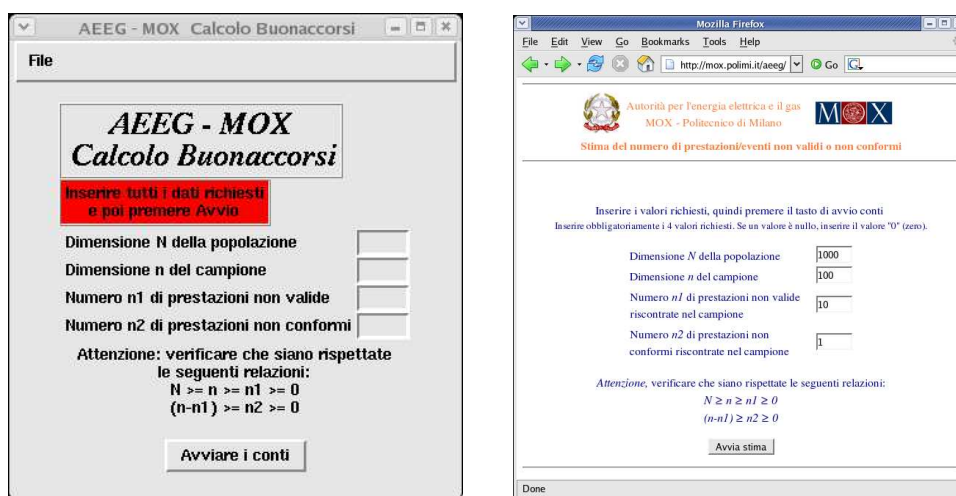 AEEG - MOX Calcolo Buonaccorsi
File
AEEG - MOX
Calcolo Buonaccorsi
Inserire tutti i dati richiesti
e poi premere Avvio
Dimensione N della popolazione
Dimensione n del campione
Numero n1 di prestazioni non valide
Numero n2 di prestazioni non conformi
Attenzione: verificare che siano rispettate
le seguenti relazioni:
N >= n >= n1 >= 0
(n-n1) >= n2 >= 0
Avviare i conti
Mozilla Firefox
File Edit View Go Bookmarks Tools Help
http://mox.polimi.it/aeeg/ Go G
Autorità per l'energia elettrica e il gas
MOX - Politecnico di Milano
MOX
Stima del numero di prestazioni/eventi non validi o non conformi
Inserire i valori richiesti, quindi premere il tasto di avvio conti
Inserire obbligatoriamente i 4 valori richiesti. Se un valore è nullo, inserire il valore "0" (zero).
Dimensione N della popolazione 1000
Dimensione n del campione 100
Numero n1 di prestazioni non valide
riscontrate nel campione 10
Numero n2 di prestazioni non
conformi riscontrate nel campione 1
Attenzione, verificare che siano rispettate le seguenti relazioni:
N ≥ n ≥ n1 ≥ 0
(n-n1) ≥ n2 ≥ 0
Avvia stima
Done